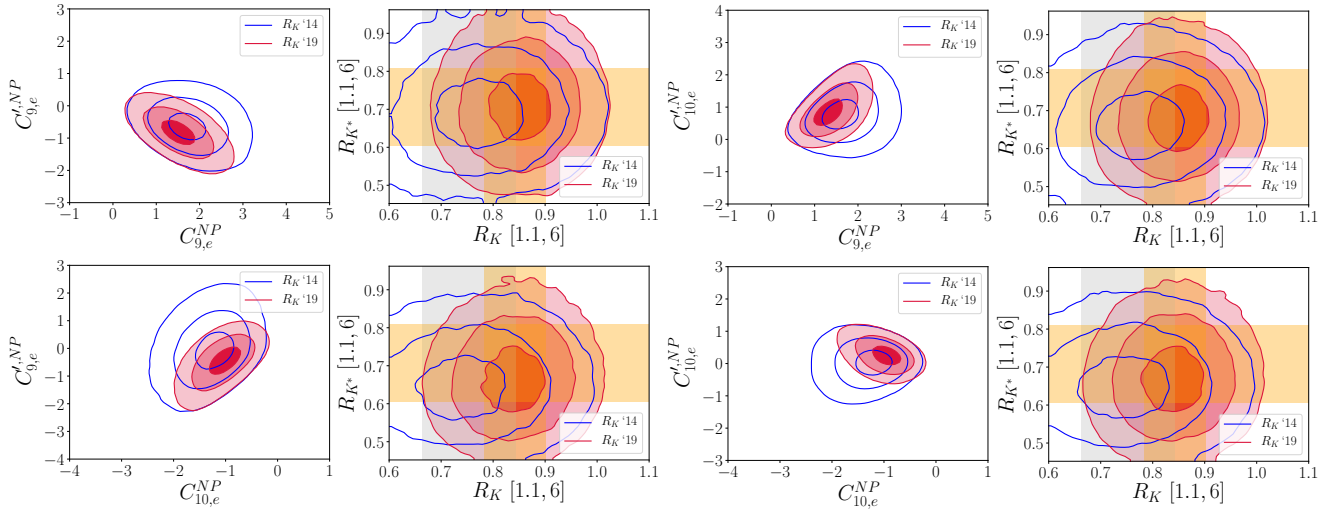 3
2
1
0
−1
−2
−3
−1 0 1 2 3 4 5
C'^{,NP}_{9,e}
C^{NP}_{9,e}
R_K ‘14
R_K ‘19
0.9
0.8
0.7
0.6
0.5
0.6 0.7 0.8 0.9 1.0 1.1
R_{K*} [1.1, 6]
R_K [1.1, 6]
R_K ‘14
R_K ‘19
4
3
2
1
0
−1
−2
−1 0 1 2 3 4 5
C'^{,NP}_{10,e}
C^{NP}_{9,e}
R_K ‘14
R_K ‘19
0.9
0.8
0.7
0.6
0.5
0.6 0.7 0.8 0.9 1.0 1.1
R_{K*} [1.1, 6]
R_K [1.1, 6]
R_K ‘14
R_K ‘19
3
2
1
0
−1
−2
−3
−4
−4 −3 −2 −1 0 1
C'^{,NP}_{9,e}
C^{NP}_{10,e}
R_K ‘14
R_K ‘19
0.9
0.8
0.7
0.6
0.5
0.6 0.7 0.8 0.9 1.0 1.1
R_{K*} [1.1, 6]
R_K [1.1, 6]
R_K ‘14
R_K ‘19
3
2
1
0
−1
−2
−3
−4 −3 −2 −1 0 1
C'^{,NP}_{10,e}
C^{NP}_{10,e}
R_K ‘14
R_K ‘19
0.9
0.8
0.7
0.6
0.5
0.6 0.7 0.8 0.9 1.0 1.1
R_{K*} [1.1, 6]
R_K [1.1, 6]
R_K ‘14
R_K ‘19